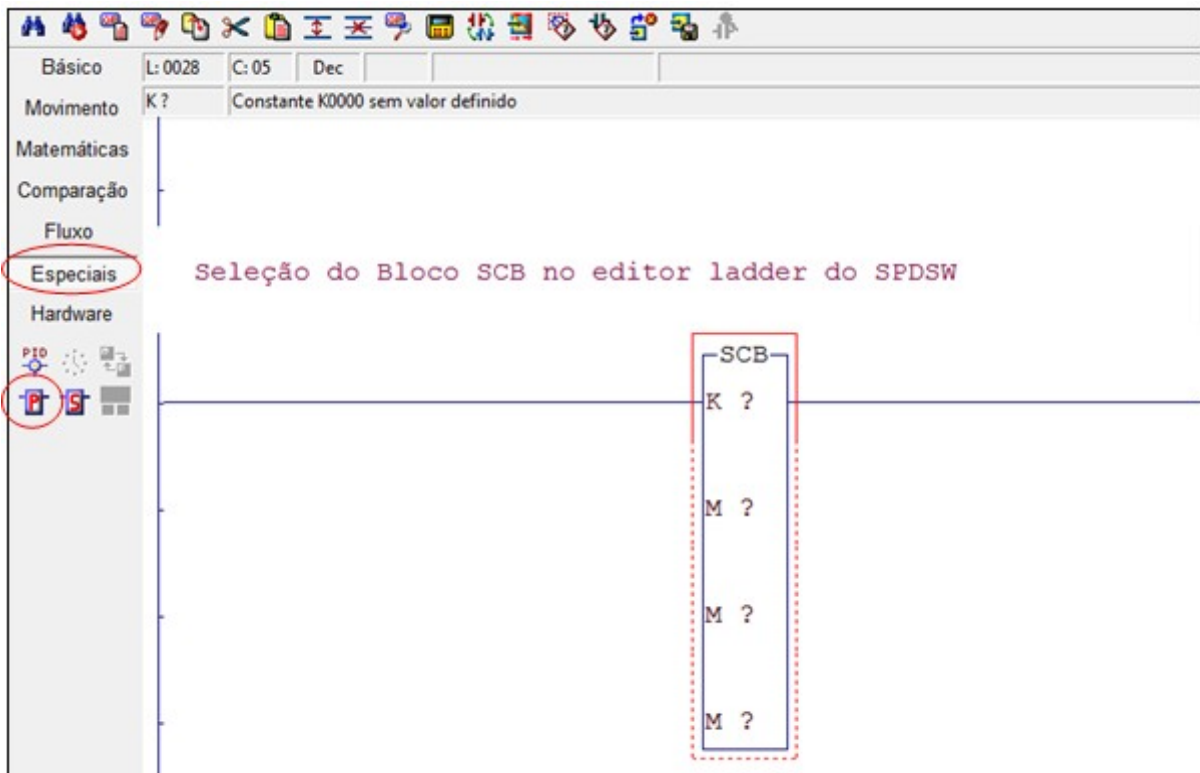 Básico
L: 0028 C: 05 Dec
Movimento
K ? Constante K0000 sem valor definido
Matemáticas
Comparação
Fluxo
Especiais
Seleção do Bloco SCB no editor ladder do SPDSW
Hardware
PID
SCB
P S
K ?
M ?
M ?
M ?